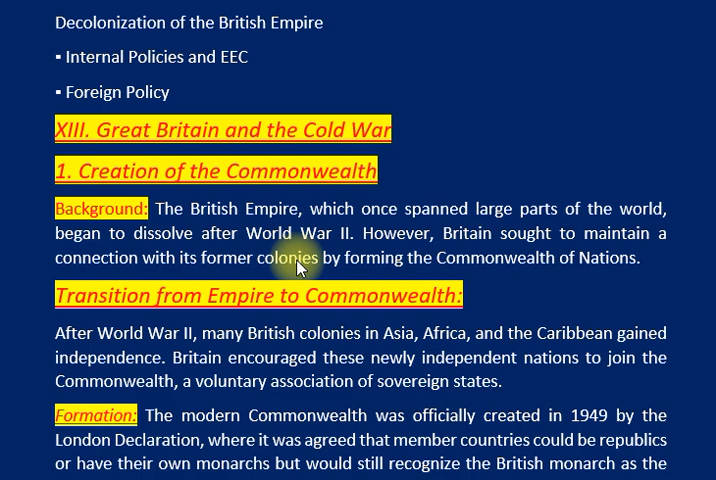 Decolonization of the British Empire
▪ Internal Policies and EEC
▪ Foreign Policy
XIII. Great Britain and the Cold War
1. Creation of the Commonwealth
Background: The British Empire, which once spanned large parts of the world,
began to dissolve after World War II. However, Britain sought to maintain a
connection with its former colonies by forming the Commonwealth of Nations.
Transition from Empire to Commonwealth:
After World War II, many British colonies in Asia, Africa, and the Caribbean gained
independence. Britain encouraged these newly independent nations to join the
Commonwealth, a voluntary association of sovereign states.
Formation: The modern Commonwealth was officially created in 1949 by the
London Declaration, where it was agreed that member countries could be republics
or have their own monarchs but would still recognize the British monarch as the